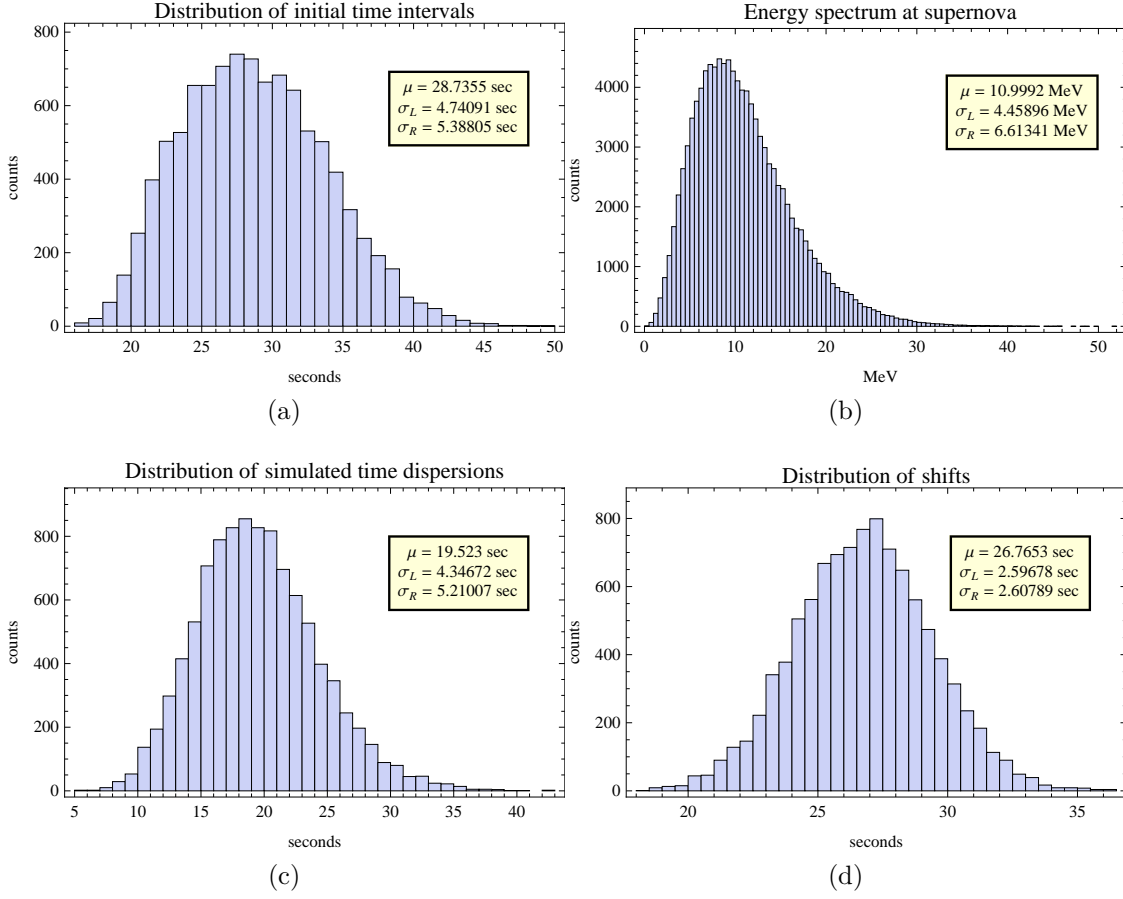 Distribution of initial time intervals
800
600
400
200
0
counts
20 25 30 35 40 45 50
seconds
μ = 28.7355 sec
σL = 4.74091 sec
σR = 5.38805 sec
(a)
Energy spectrum at supernova
4000
3000
2000
1000
0
counts
0 10 20 30 40 50
MeV
μ = 10.9992 MeV
σL = 4.45896 MeV
σR = 6.61341 MeV
(b)
Distribution of simulated time dispersions
800
600
400
200
0
counts
5 10 15 20 25 30 35 40
seconds
μ = 19.523 sec
σL = 4.34672 sec
σR = 5.21007 sec
(c)
Distribution of shifts
800
600
400
200
0
counts
20 25 30 35
seconds
μ = 26.7653 sec
σL = 2.59678 sec
σR = 2.60789 sec
(d)